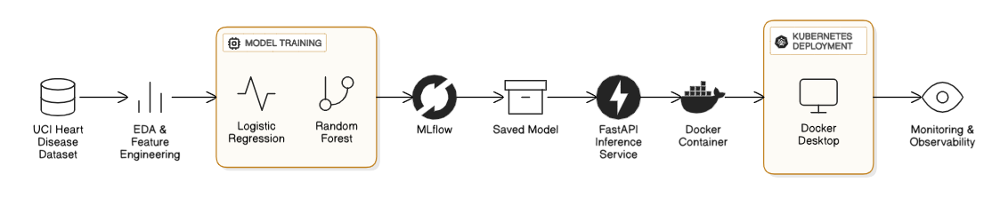 MODEL TRAINING
KUBERNETES
DEPLOYMENT
UCI Heart
Disease
Dataset
EDA &
Feature
Engineering
Logistic
Regression
Random
Forest
MLflow
Saved Model
FastAPI
Inference
Service
Docker
Container
Docker
Desktop
Monitoring &
Observability